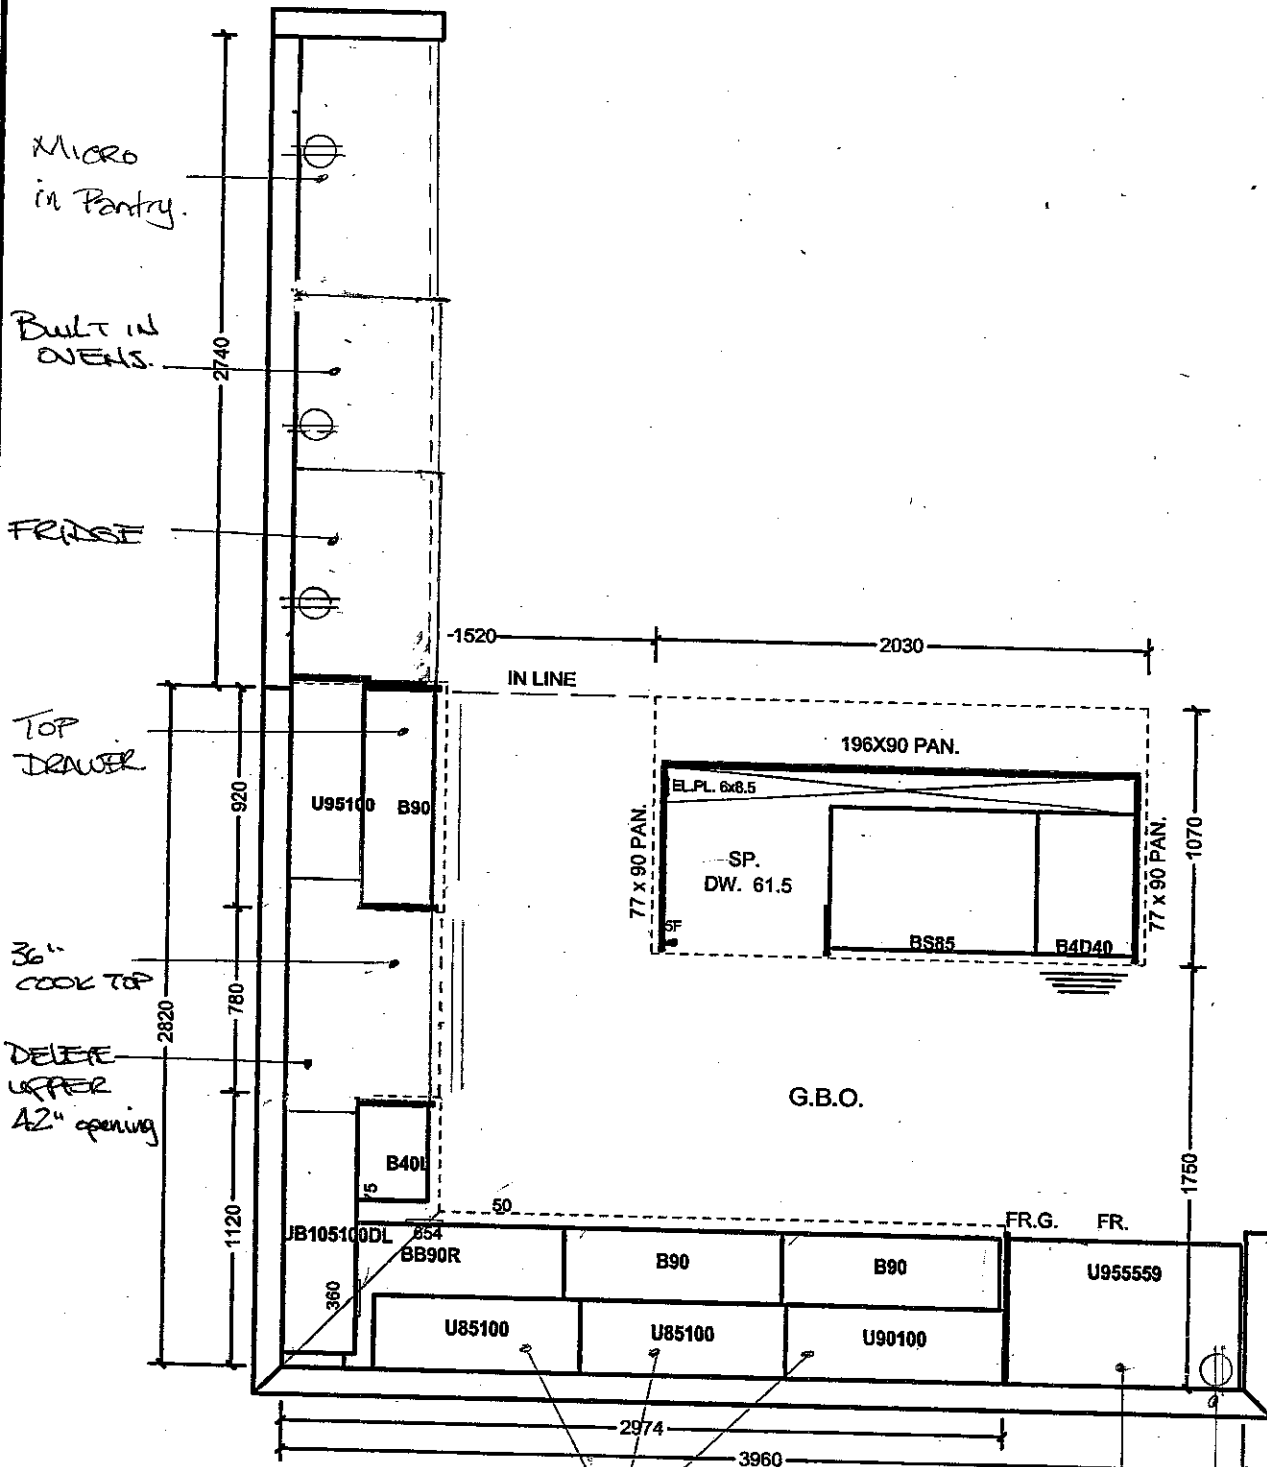 MICRO
in Pantry.
BUILT IN
OVENS.
2740
FRIDGE
1520
2030
IN LINE
TOP
DRAWER
920
U95100
B90
196X90 PAN.
EL.PL. 6x8.5
77 x 90 PAN.
SP.
DW. 61.5
77 x 90 PAN.
1070
BS85
B4D40
36"
COOK TOP
780
2820
DELETE
UPPER
42" opening
G.B.O.
1750
B40L
75
50
1120
UB105100DL
654
BB90R
B90
B90
FR.G.
FR.
U955559
360
U85100
U85100
U90100
2974
3960